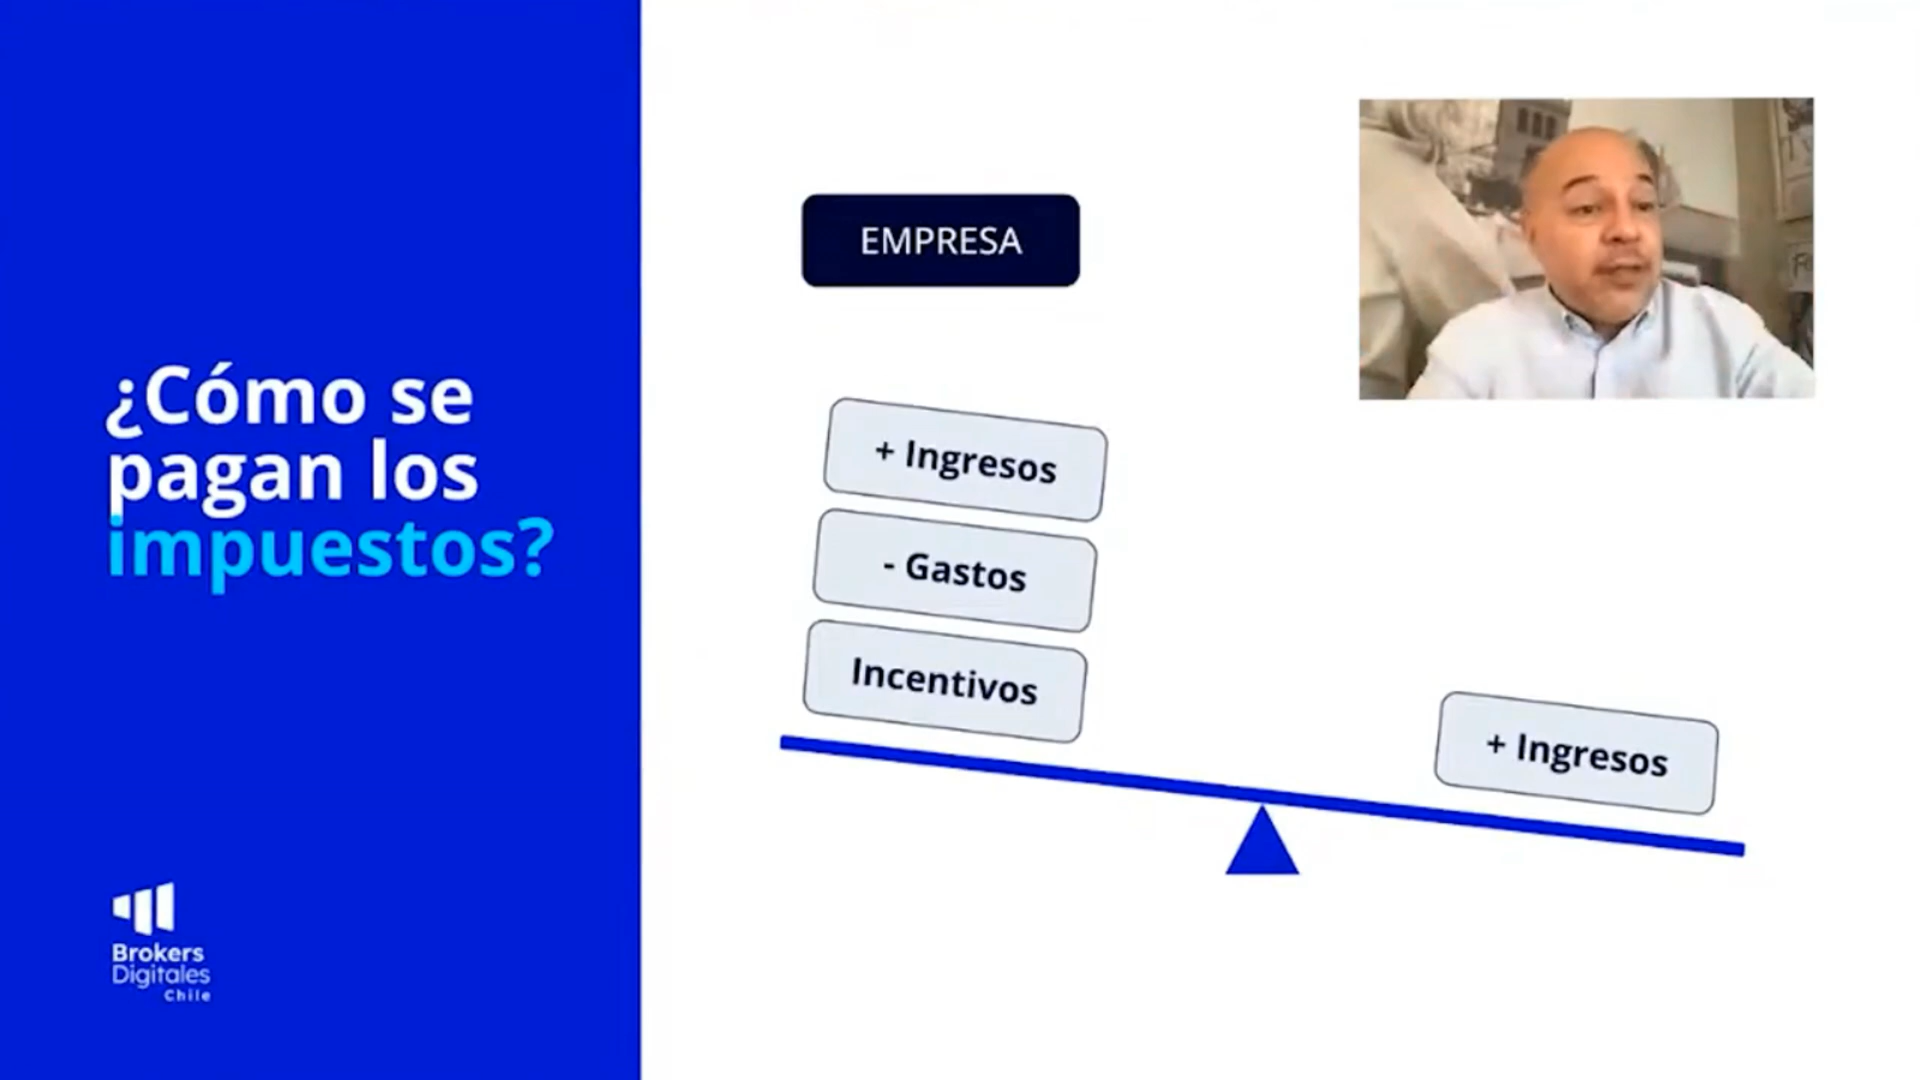 ¿Cómo se
pagan los
impuestos?
EMPRESA
+ Ingresos
- Gastos
Incentivos
+ Ingresos
Brokers
Digitales
Chile